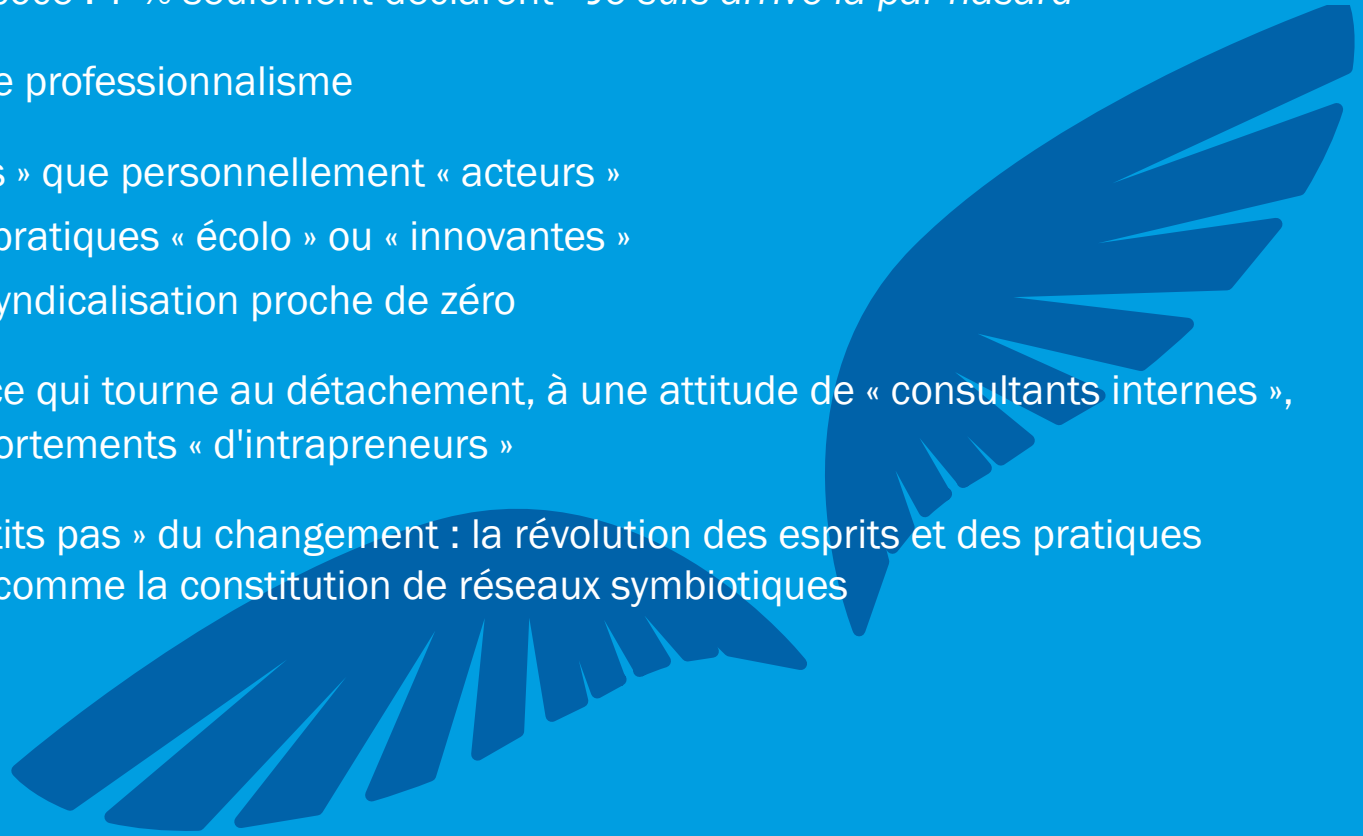 seulement déclarent
e professionnalisme
s » que personnellement « acteurs »
pratiques « écolo » ou « innovantes »
yndicalisation proche de zéro
ce qui tourne au détachement, à une attitude de « consultants internes »,
ortements « d'intrapreneurs »
tits pas » du changement : la révolution des esprits et des pratiques
comme la constitution de réseaux symbiotiques